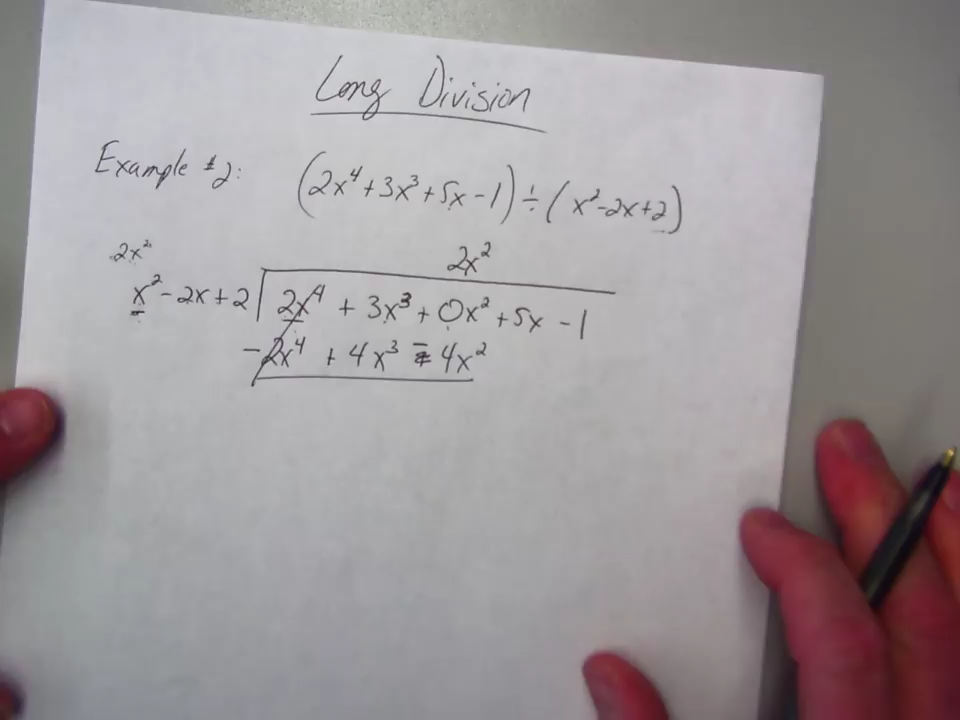 Long Division
Example #2: (2x⁴+3x³+5x-1)÷(x²-2x+2)
2x² 2x²
x²-2x+2 2x⁴ + 3x³ + 0x² + 5x - 1
-2x⁴ + 4x³ - 4x²